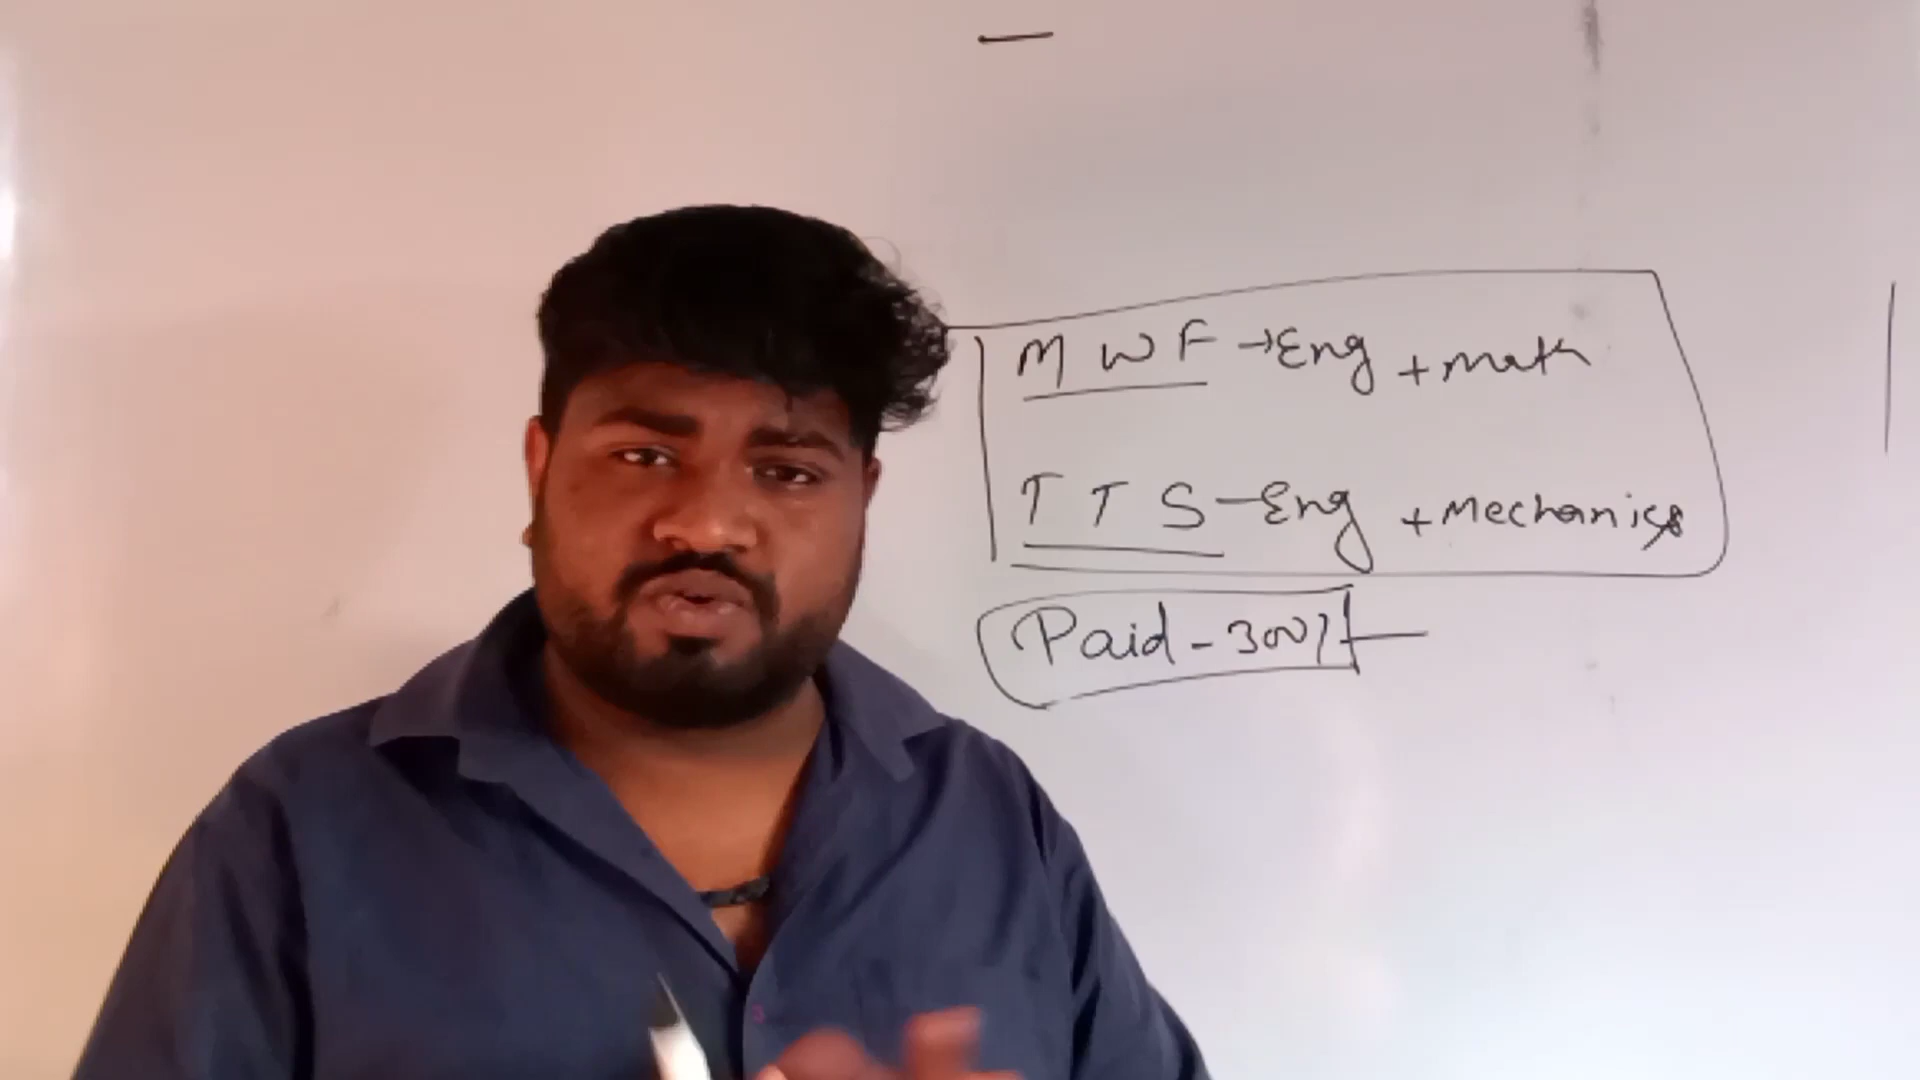 M W F →Eng + math
T T S - Eng + Mechanics
Paid - 300/-